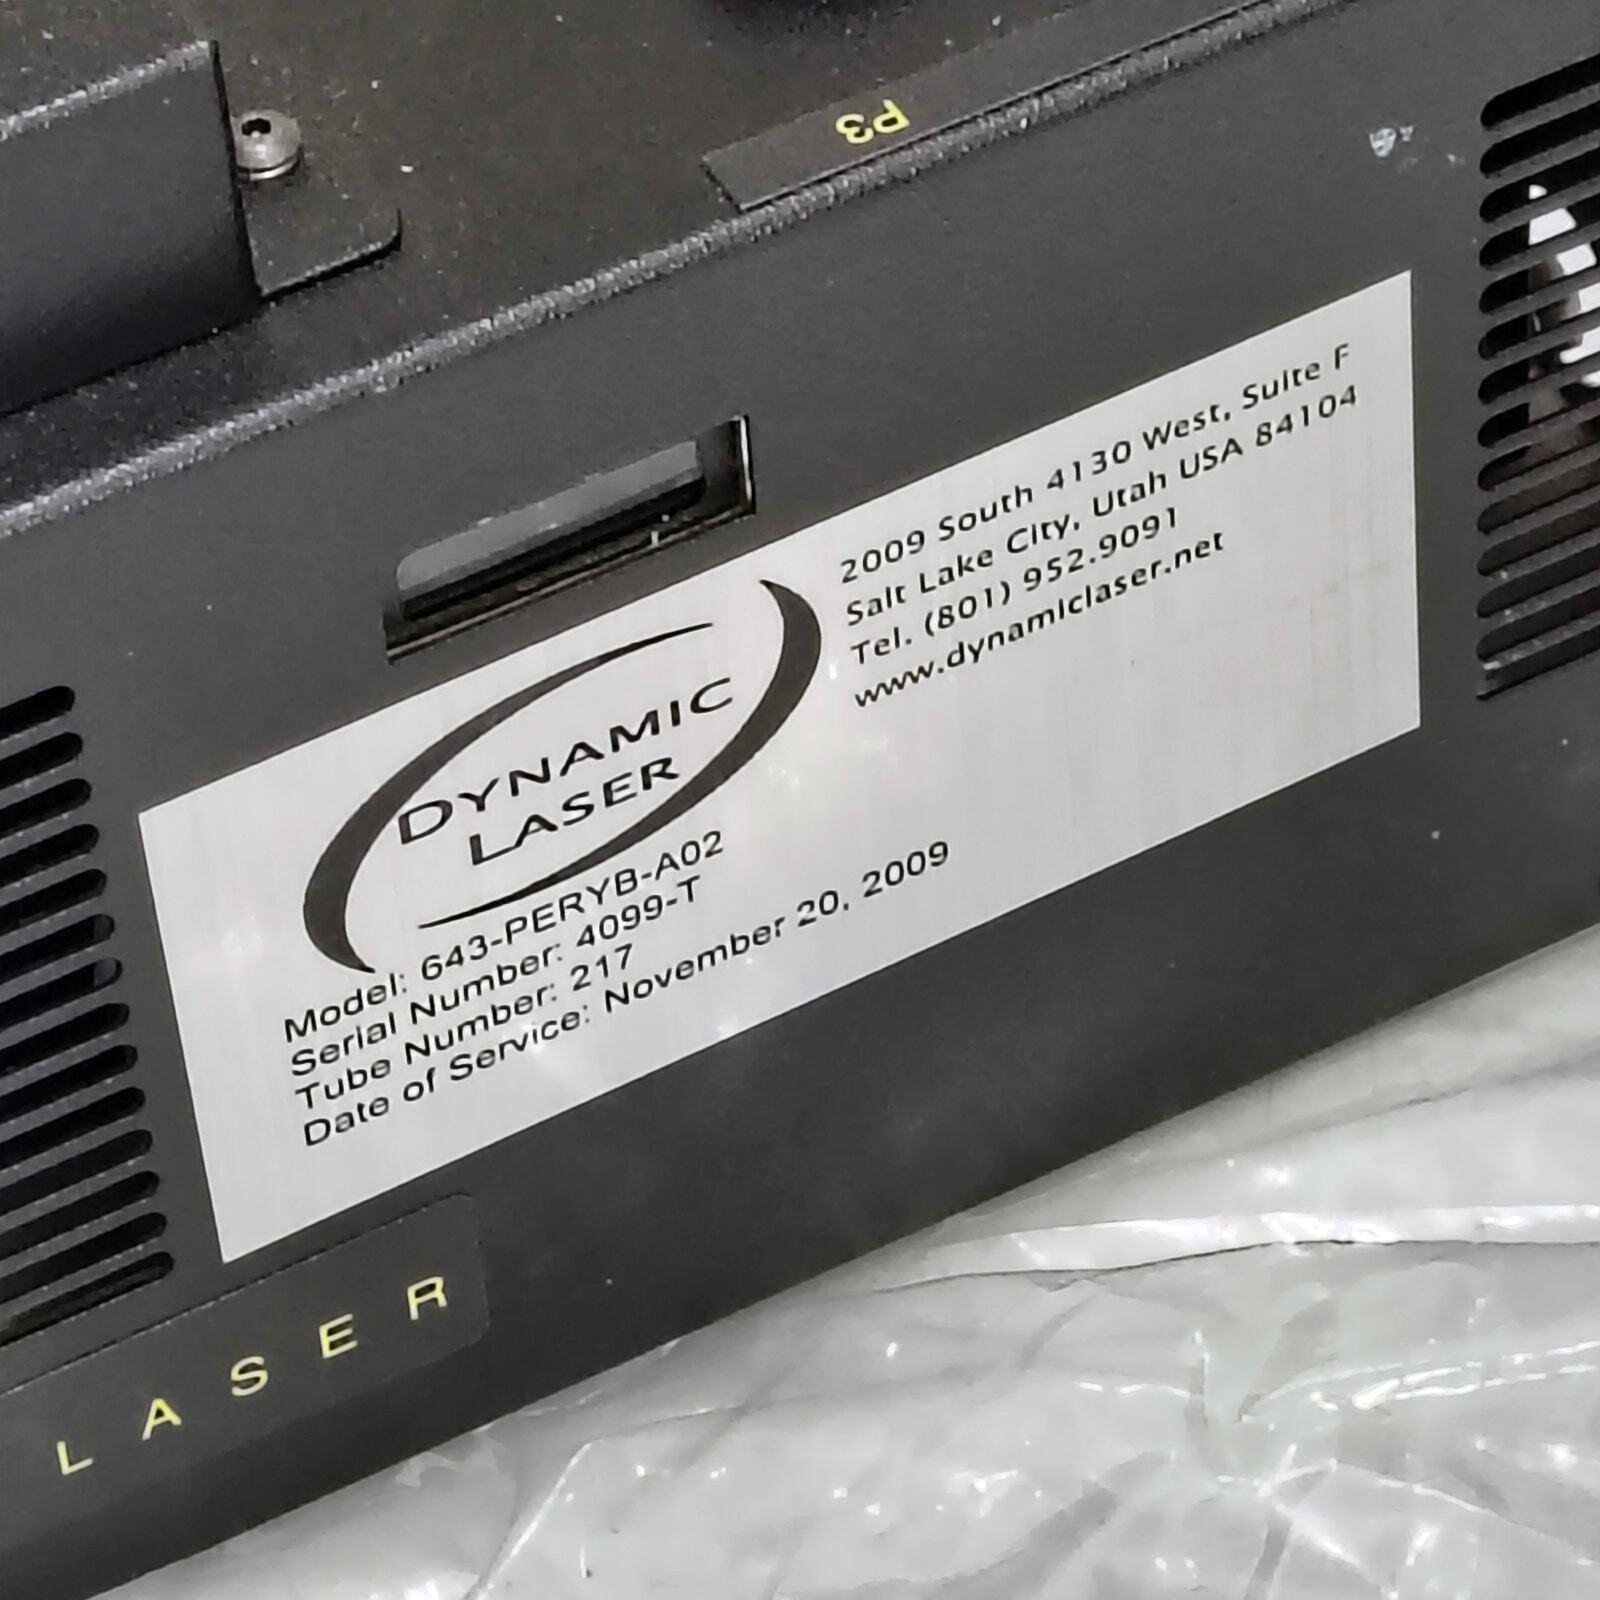 P3
2009 South 4130 West, Suite F
Salt Lake City, Utah USA 84104
Tel. (801) 952.9091
www.dynamiclaser.net
DYNAMIC
LASER
Model: 643-PERYB-A02
Serial Number: 4099-T
Tube Number: 217
Date of Service: November 20, 2009
LASER